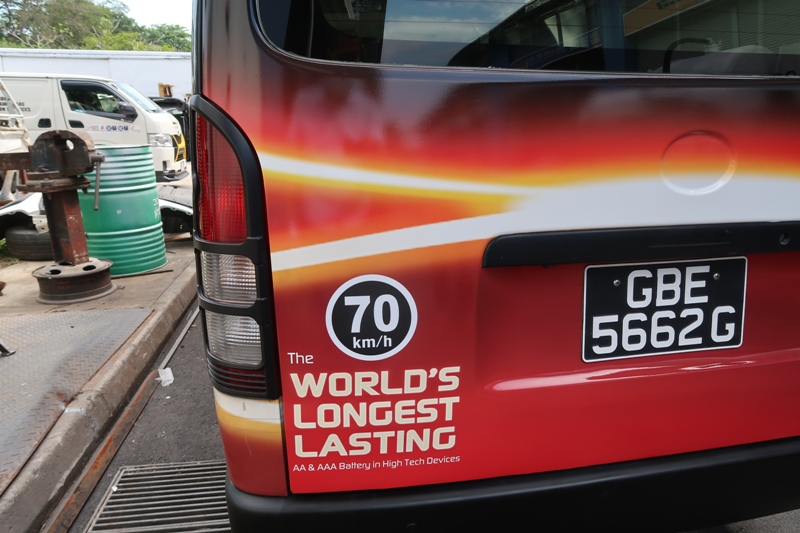 70
km/h
The
WORLD'S
LONGEST
LASTING
AA & AAA Battery in High Tech Devices
GBE
5662G